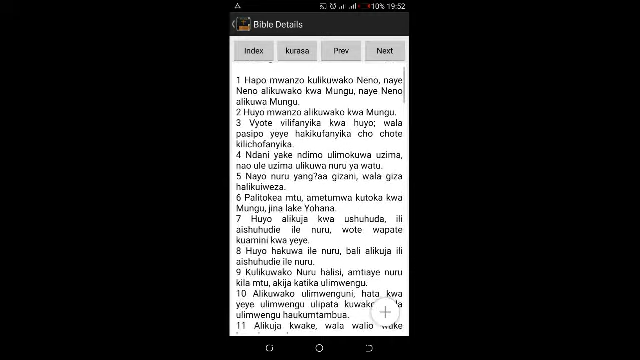 10% 19:52
Bible Details
Index kurasa Prev Next
1 Hapo mwanzo kulikuwako Neno, naye
Neno alikuwako kwa Mungu, naye Neno
alikuwa Mungu.
2 Huyo mwanzo alikuwako kwa Mungu.
3 Vyote vilifanyika kwa huyo; wala
pasipo yeye hakikufanyika cho chote
kilichofanyika.
4 Ndani yake ndimo ulimokuwa uzima,
nao ule uzima ulikuwa nuru ya watu.
5 Nayo nuru yang?aa gizani, wala giza
halikuiweza.
6 Palitokea mtu, ametumwa kutoka kwa
Mungu, jina lake Yohana.
7 Huyo alikuja kwa ushuhuda, ili
aishuhudie ile nuru, wote wapate
kuamini kwa yeye.
8 Huyo hakuwa ile nuru, bali alikuja ili
aishuhudie ile nuru.
9 Kulikuwako Nuru halisi, amtiaye nuru
kila mtu, akija katika ulimwengu.
10 Alikuwako ulimwenguni, hata kwa
yeye ulimwengu ulipata kuwako,
ulimwengu haukumtambua.
11 Alikuja kwake, wala walio wake